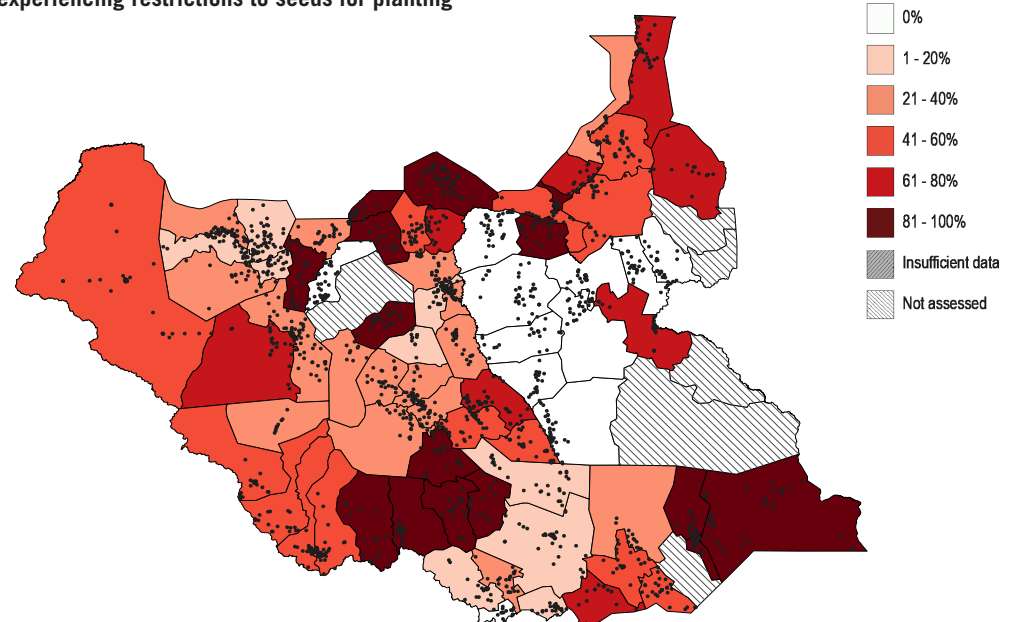 experiencing restrictions to seeds for planting
0%
1 - 20%
21 - 40%
41 - 60%
61 - 80%
81 - 100%
Insufficient data
Not assessed